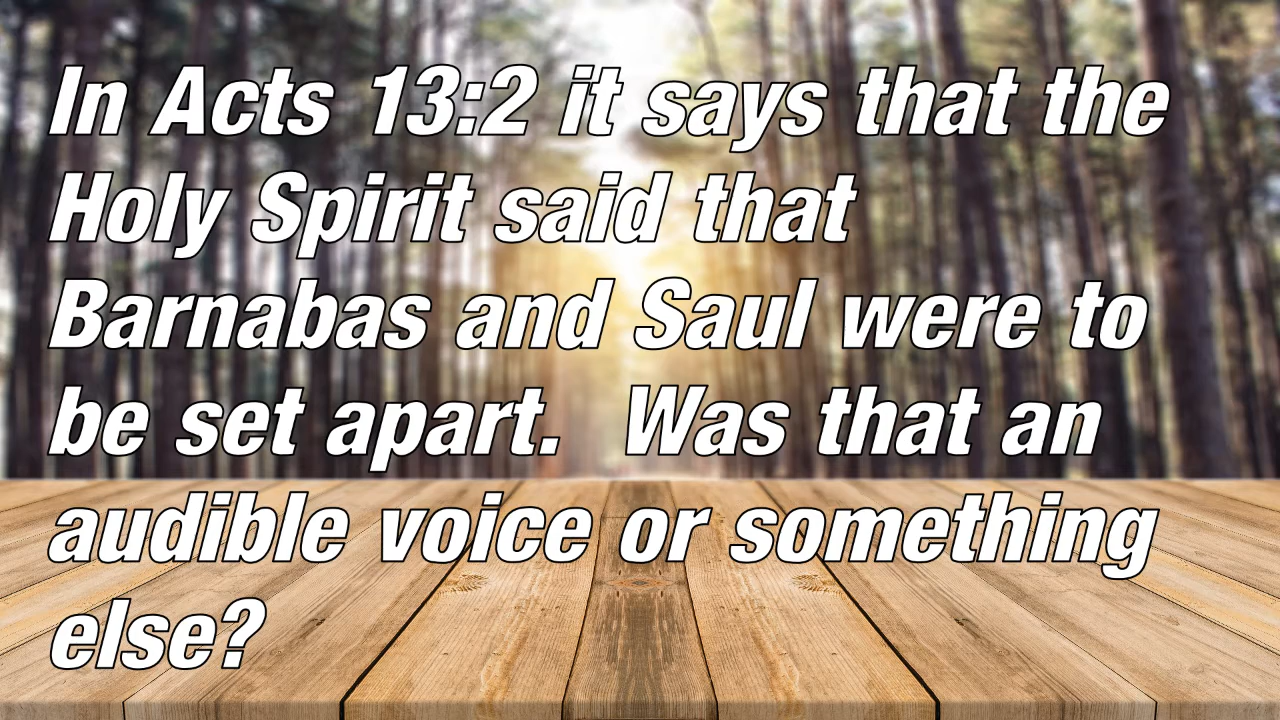 In Acts 13:2 it says that the
Holy Spirit said that
Barnabas and Saul were to
be set apart.  Was that an
audible voice or something
else?